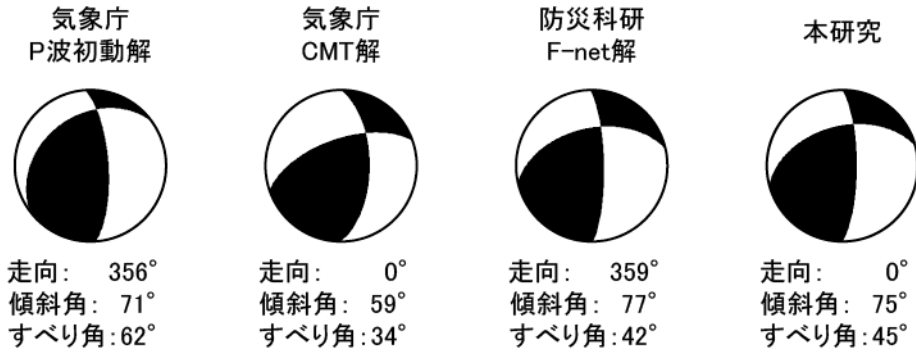 気象庁
P波初動解
気象庁
CMT解
防災科研
F-net解
本研究
走向: 356°
傾斜角: 71°
すべり角:62°
走向: 0°
傾斜角: 59°
すべり角:34°
走向: 359°
傾斜角: 77°
すべり角:42°
走向: 0°
傾斜角: 75°
すべり角:45°